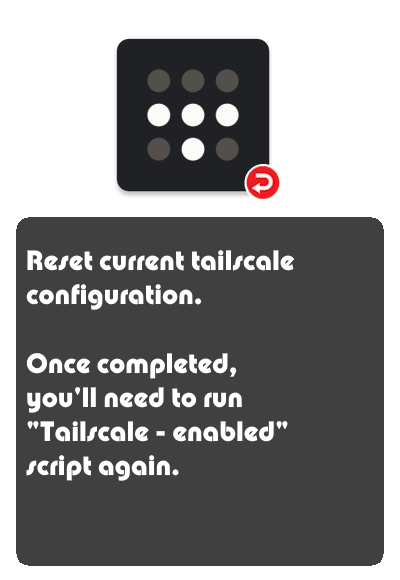 Reset current tailscale
configuration.
Once completed,
you'll need to run
"Tailscale - enabled"
script again.